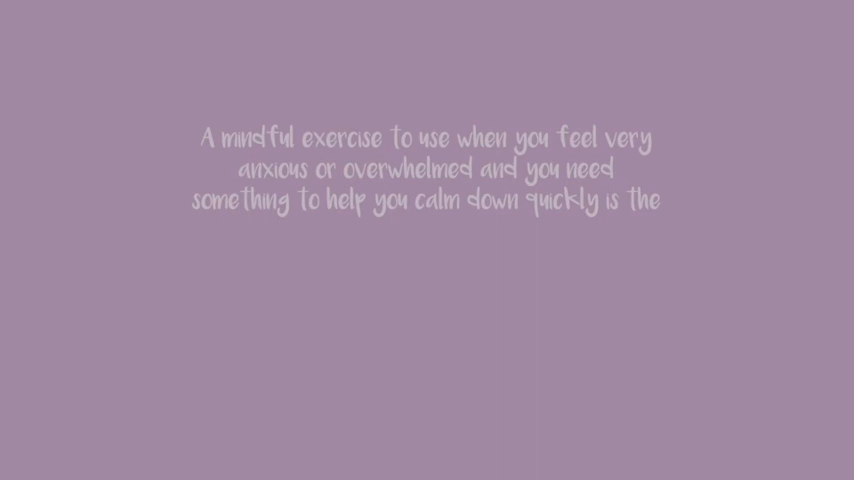 A mindful exercise to use when you feel very
anxious or overwhelmed and you need
something to help you calm down quickly is the